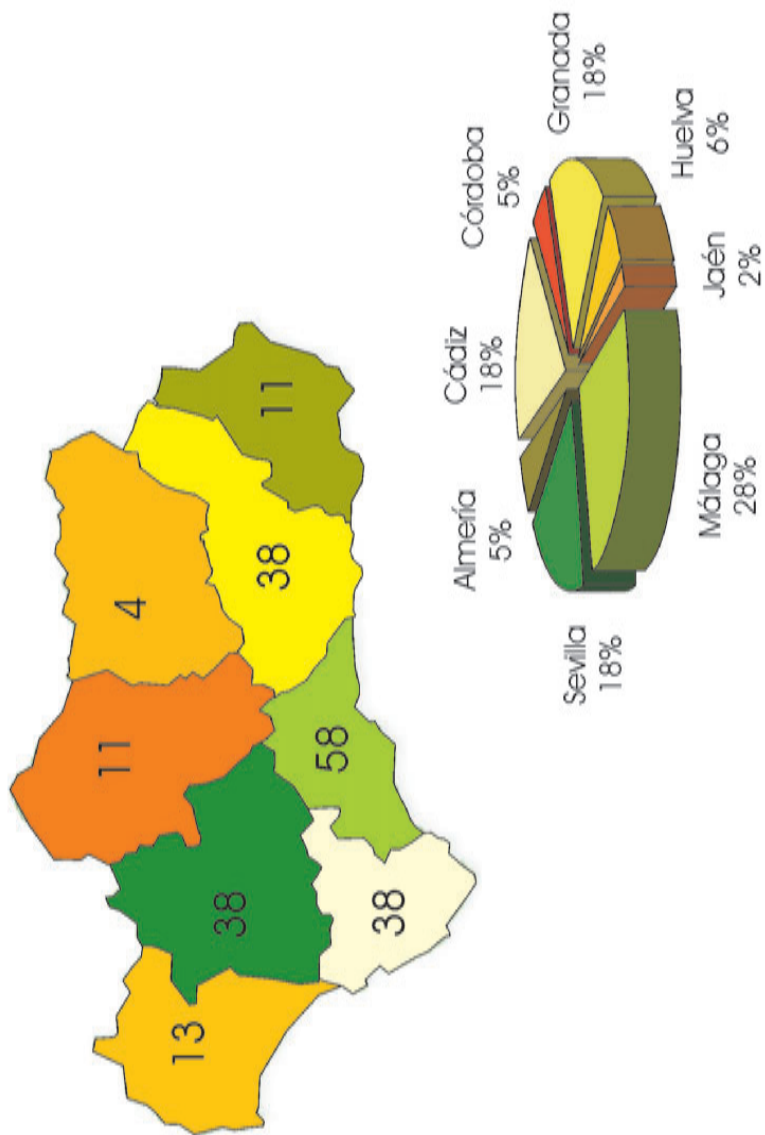 13
38
11
4
38
58
38
11
Almería
5%
Cádiz
18%
Córdoba
5%
Granada
18%
Huelva
6%
Jaén
2%
Málaga
28%
Sevilla
18%